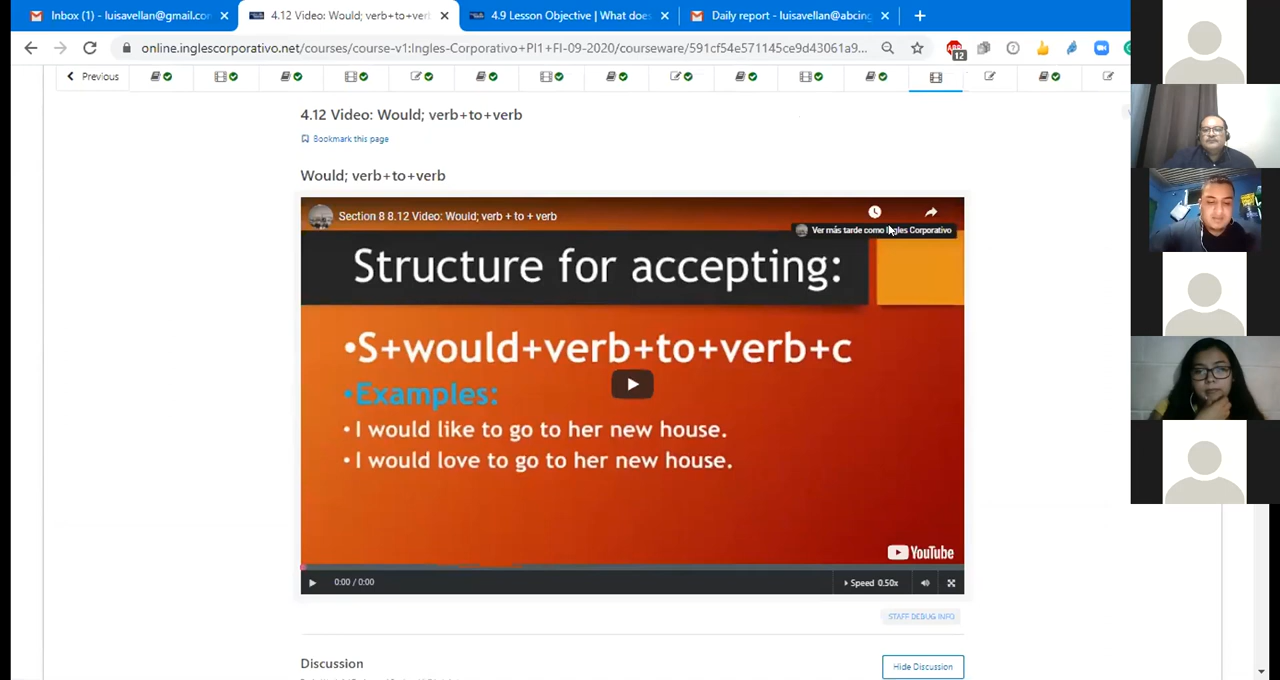 Inbox (1) - luisavellan@gmail.con
4.12 Video: Would; verb+to+vert
4.9 Lesson Objective | What does
Daily report - luisavellan@abcing
online.inglescorporativo.net/courses/course-v1:Ingles-Corporativo+PI1+FI-09-2020/courseware/591cf54e571145ce9d43061a9...
12
Previous
4.12 Video: Would; verb+to+verb
Bookmark this page
Would; verb+to+verb
Section 8 8.12 Video: Would; verb + to + verb
Ver más tarde como Ingles Corporativo
Structure for accepting:
•S+would+verb+to+verb+c
•Examples:
•I would like to go to her new house.
•I would love to go to her new house.
YouTube
0:00 / 0:00
Speed 0.50x
STAFF DEBUG INFO
Discussion
Hide Discussion